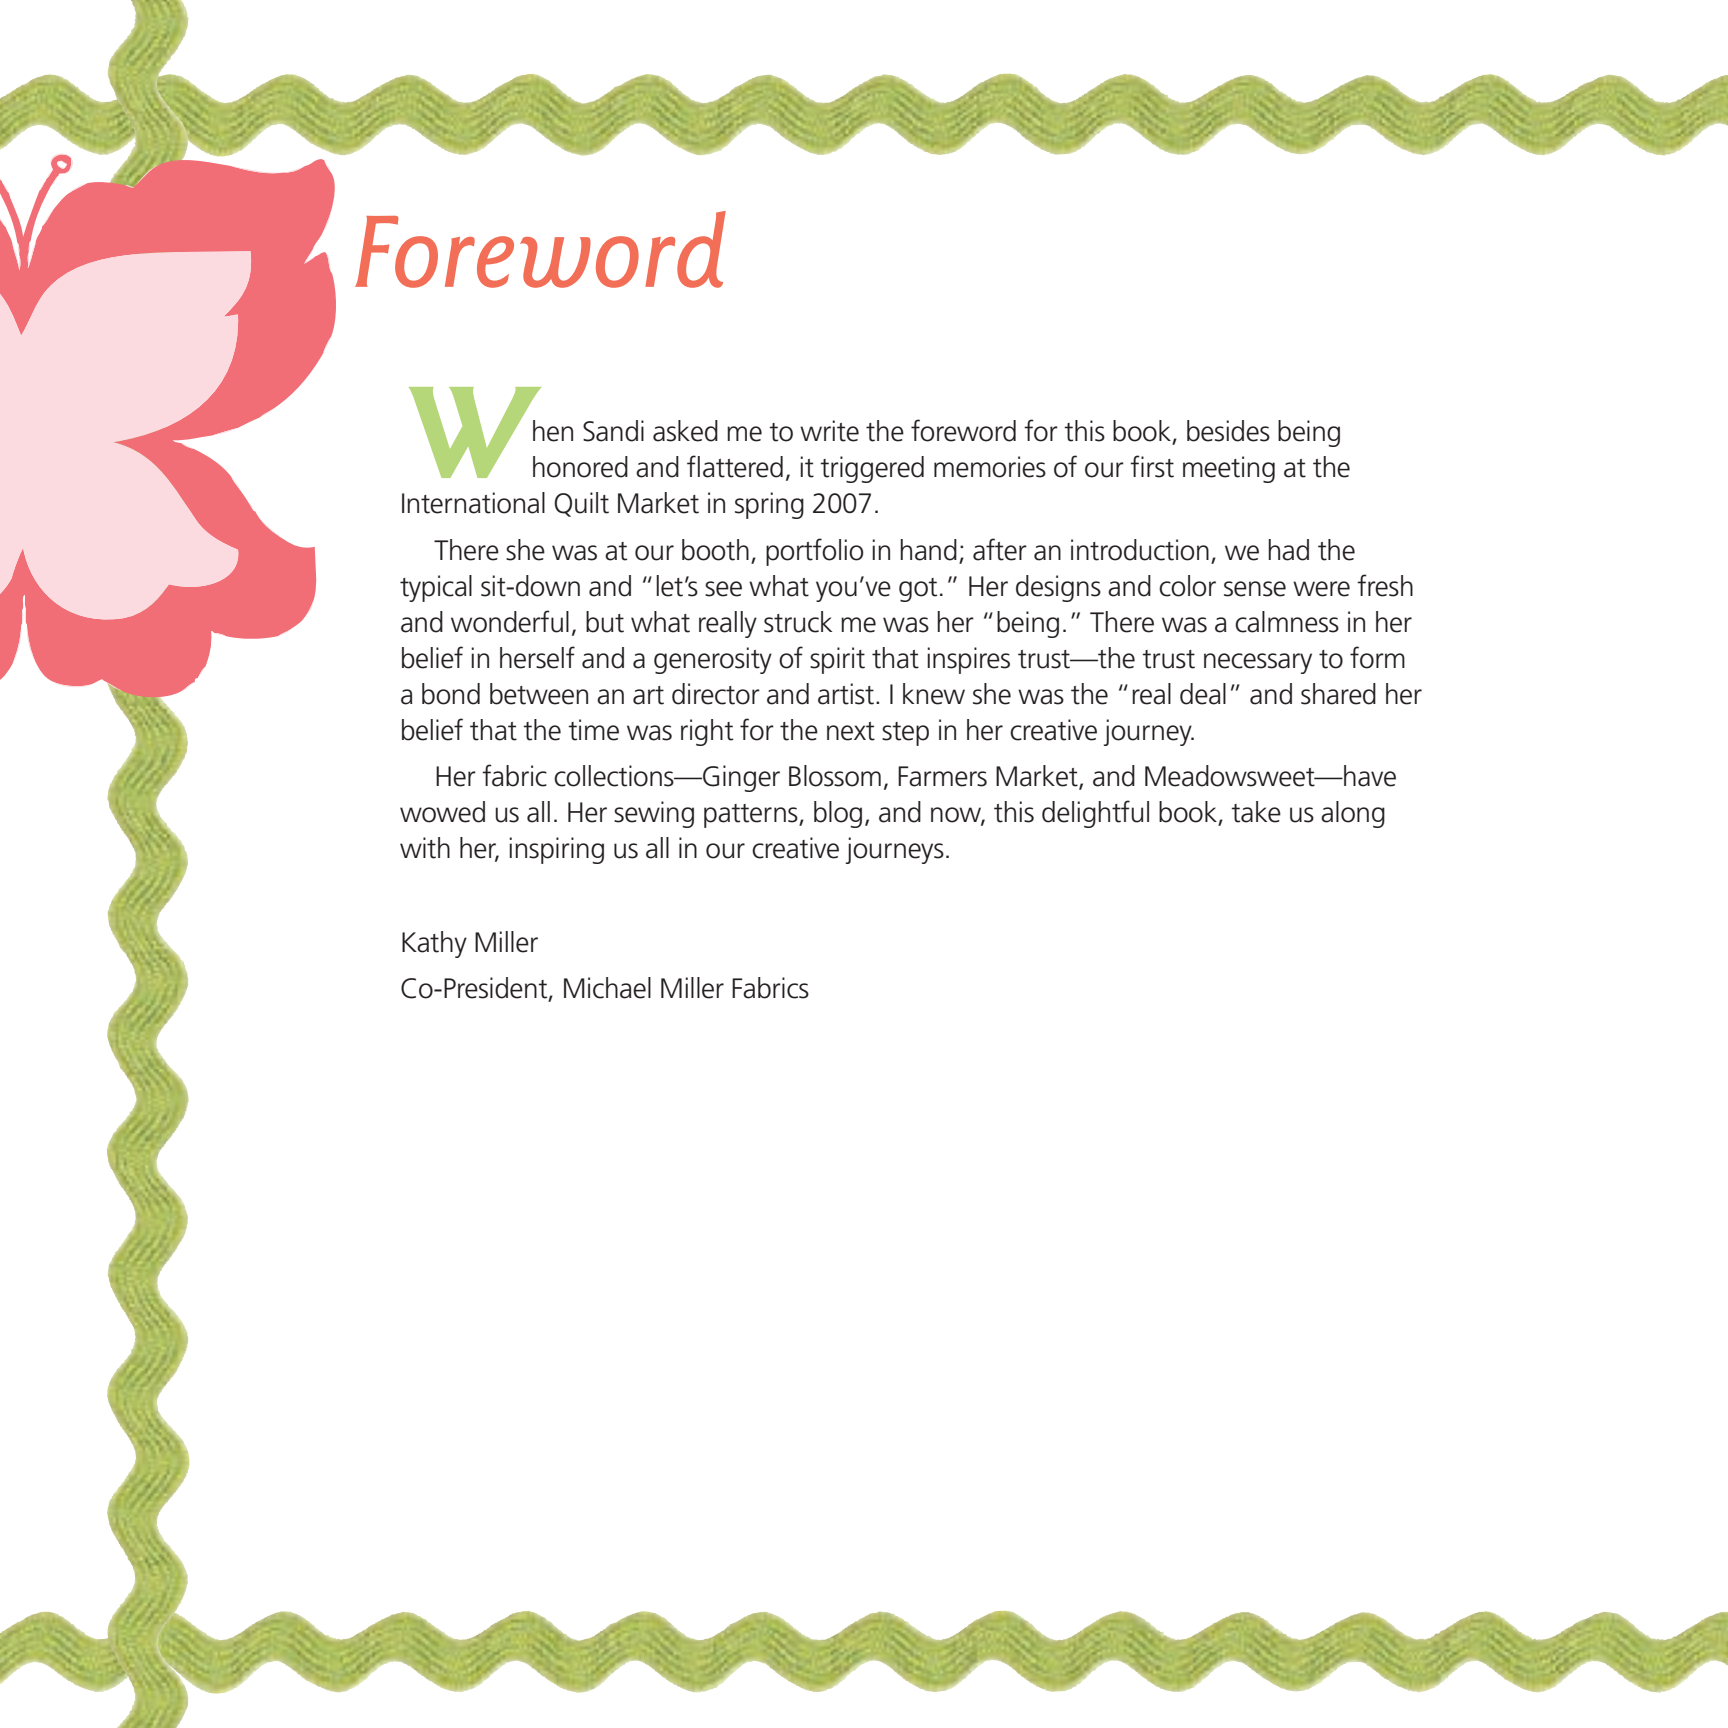 Foreword
When Sandi asked me to write the foreword for this book, besides being
honored and flattered, it triggered memories of our first meeting at the
International Quilt Market in spring 2007.
There she was at our booth, portfolio in hand; after an introduction, we had the
typical sit-down and “let’s see what you’ve got.” Her designs and color sense were fresh
and wonderful, but what really struck me was her “being.” There was a calmness in her
belief in herself and a generosity of spirit that inspires trust—the trust necessary to form
a bond between an art director and artist. I knew she was the “real deal” and shared her
belief that the time was right for the next step in her creative journey.
Her fabric collections—Ginger Blossom, Farmers Market, and Meadowsweet—have
wowed us all. Her sewing patterns, blog, and now, this delightful book, take us along
with her, inspiring us all in our creative journeys.
Kathy Miller
Co-President, Michael Miller Fabrics